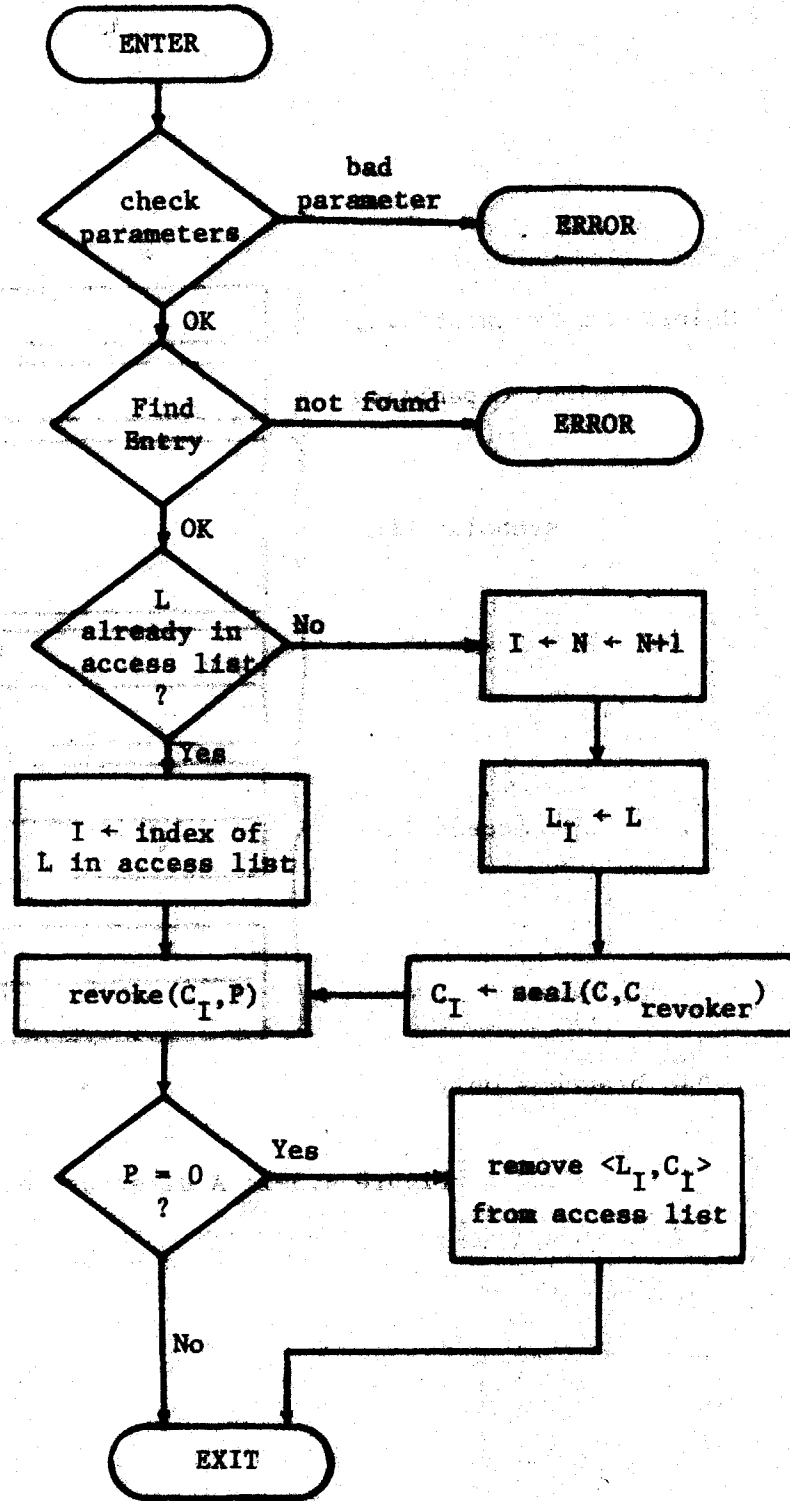 ENTER
check
parameters
bad
parameter
ERROR
OK
Find
Entry
not found
ERROR
OK
L
already in
access list
?
No
I ← N ← N+1
Yes
L_I ← L
I ← index of
L in access list
revoke(C_I,P)
C_I ← seal(C,C_revoker)
P = 0
?
Yes
remove <L_I,C_I>
from access list
No
EXIT